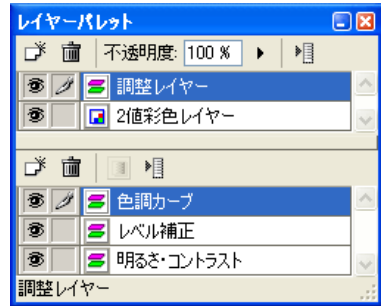 レイヤーパレット
不透明度: 100 %
調整レイヤー
2値彩色レイヤー
色調カーブ
レベル補正
明るさ・コントラスト
調整レイヤー